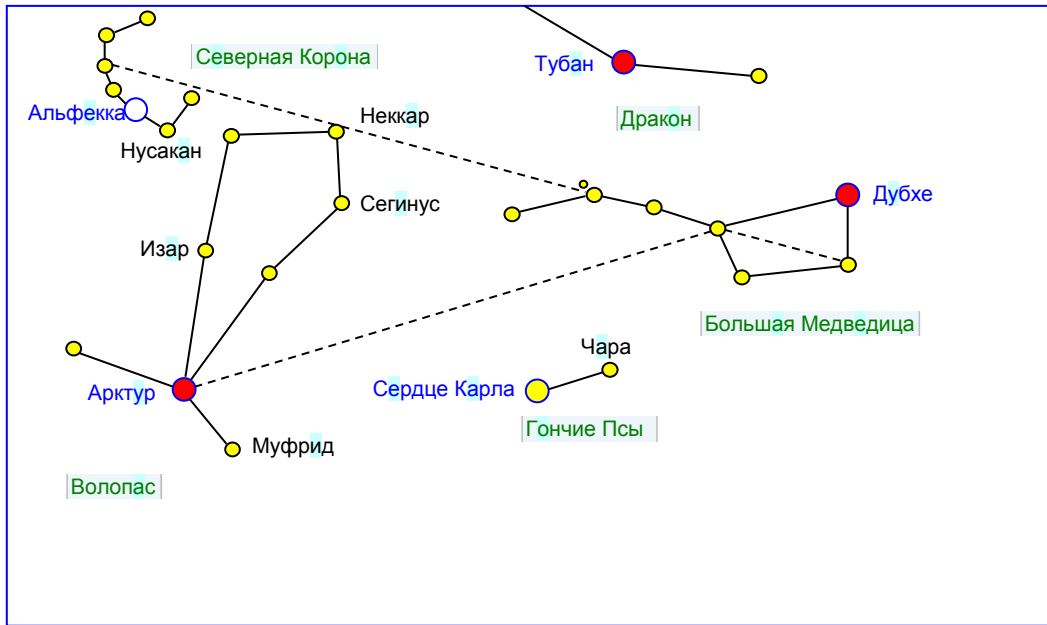 Северная Корона
Тубан
Альфекка
Неккар
Дракон
Нусакан
Дубхе
Сегинус
Изар
Большая Медведица
Чара
Арктур
Сердце Карла
Гончие Псы
Муфрид
Волопас